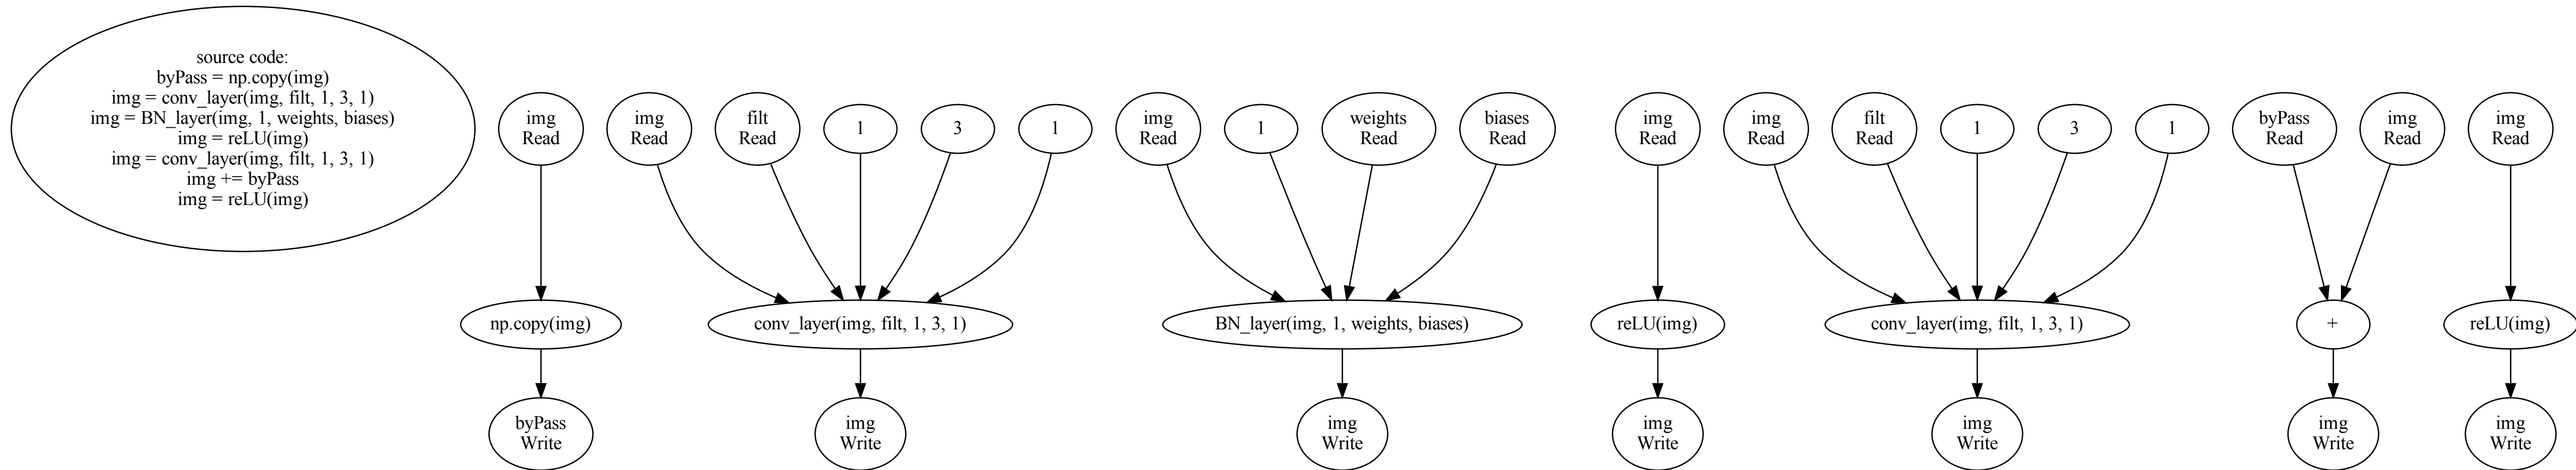 source code:
byPass = np.copy(img)
img = conv_layer(img, filt, 1, 3, 1)
img = BN_layer(img, 1, weights, biases)
img = reLU(img)
img = conv_layer(img, filt, 1, 3, 1)
img += byPass
img = reLU(img)
img
Read
img
Read
filt
Read
1
3
1
img
Read
1
weights
Read
biases
Read
img
Read
img
Read
filt
Read
1
3
1
byPass
Read
img
Read
img
Read
np.copy(img)
conv_layer(img, filt, 1, 3, 1)
BN_layer(img, 1, weights, biases)
reLU(img)
conv_layer(img, filt, 1, 3, 1)
+
reLU(img)
byPass
Write
img
Write
img
Write
img
Write
img
Write
img
Write
img
Write